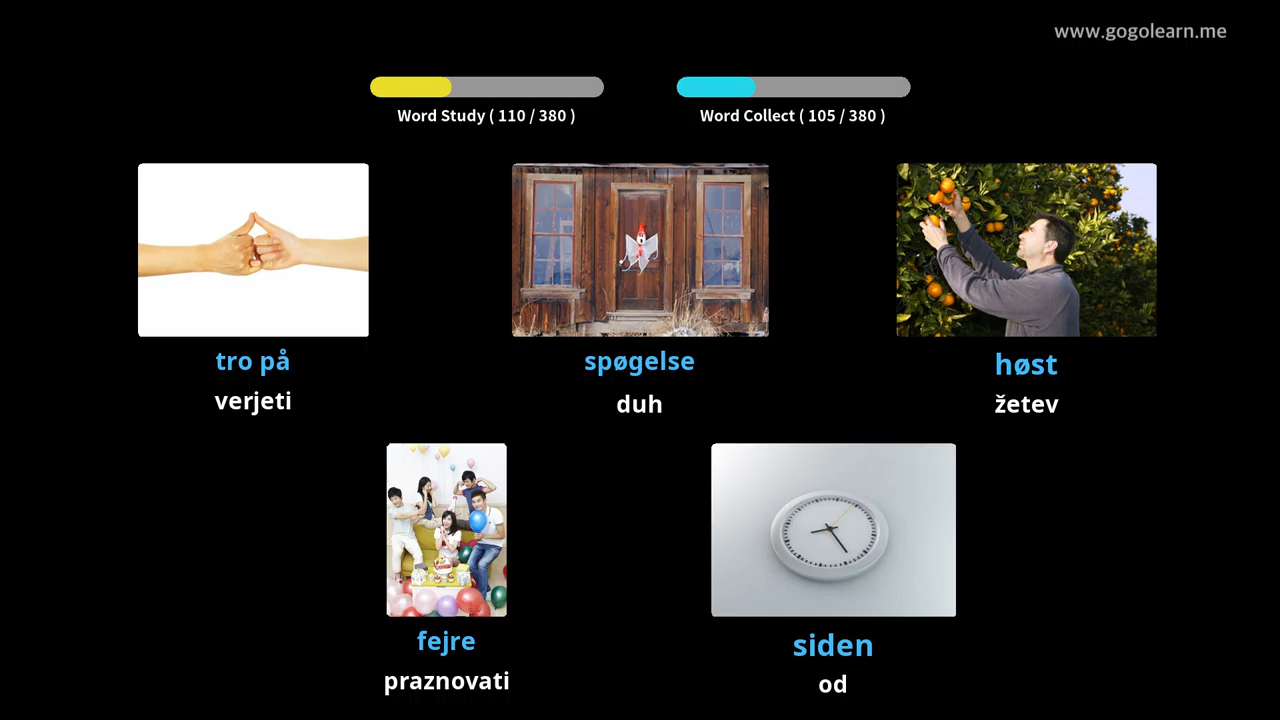 www.gogolearn.me
Word Study ( 110 / 380 )
Word Collect ( 105 / 380 )
tro på
verjeti
spøgelse
duh
høst
žetev
fejre
praznovati
siden
od